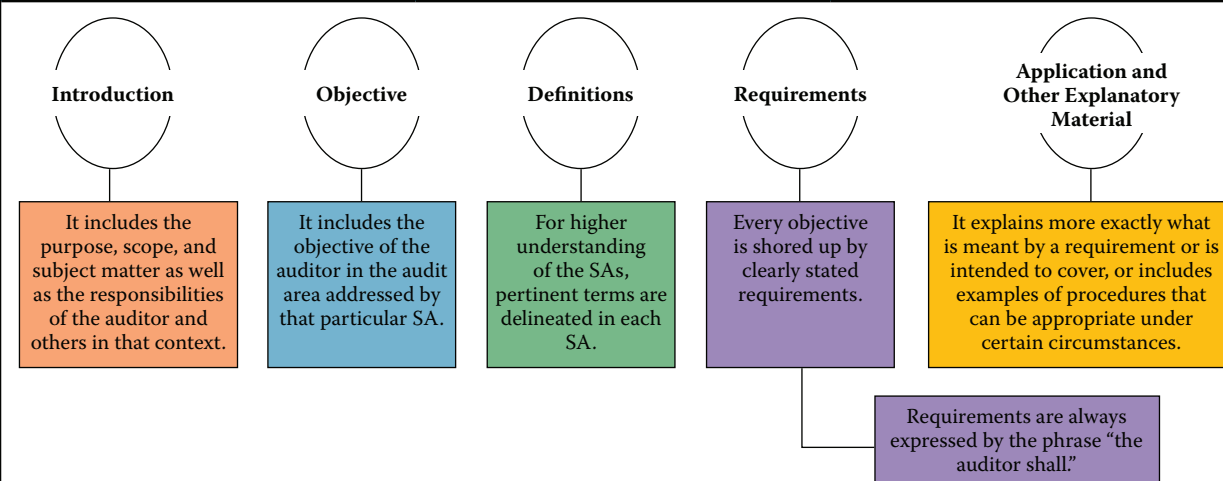 Introduction
It includes the
purpose, scope, and
subject matter as well
as the responsibilities
of the auditor and
others in that context.
Objective
It includes the
objective of the
auditor in the audit
area addressed by
that particular SA.
Definitions
For higher
understanding
of the SAs,
pertinent terms are
delineated in each
SA.
Requirements
Every objective
is shored up by
clearly stated
requirements.
Requirements are always
expressed by the phrase “the
auditor shall.”
Application and
Other Explanatory
Material
It explains more exactly what
is meant by a requirement or is
intended to cover, or includes
examples of procedures that
can be appropriate under
certain circumstances.